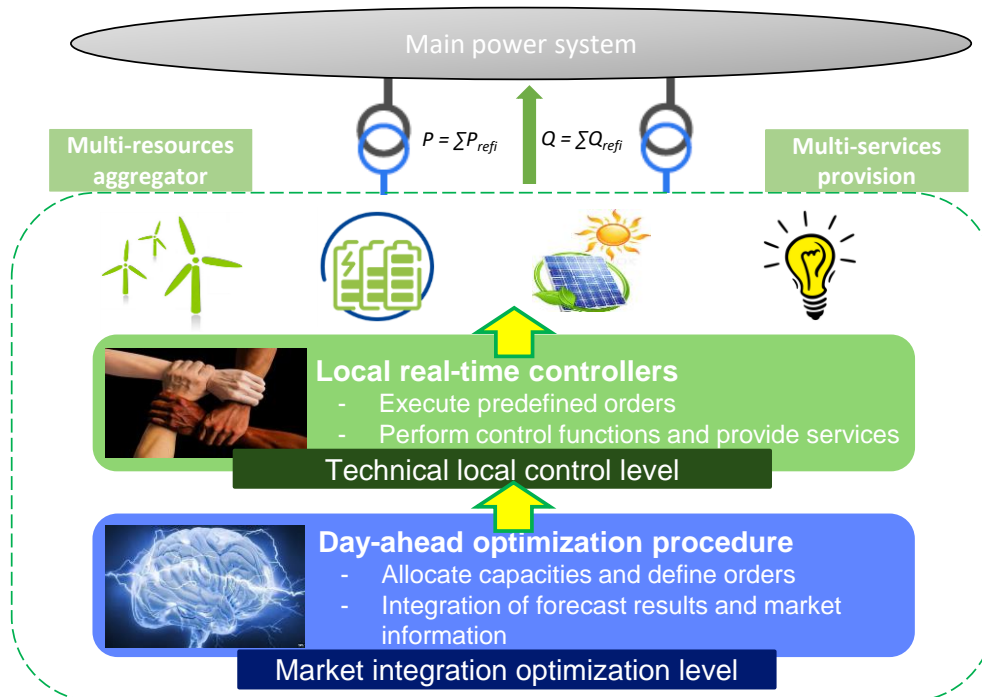 Main power system
P = ∑P_refi
Q = ∑Q_refi
Multi-resources
aggregator
Multi-services
provision
Local real-time controllers
- Execute predefined orders
- Perform control functions and provide services
Technical local control level
Day-ahead optimization procedure
- Allocate capacities and define orders
- Integration of forecast results and market
information
Market integration optimization level